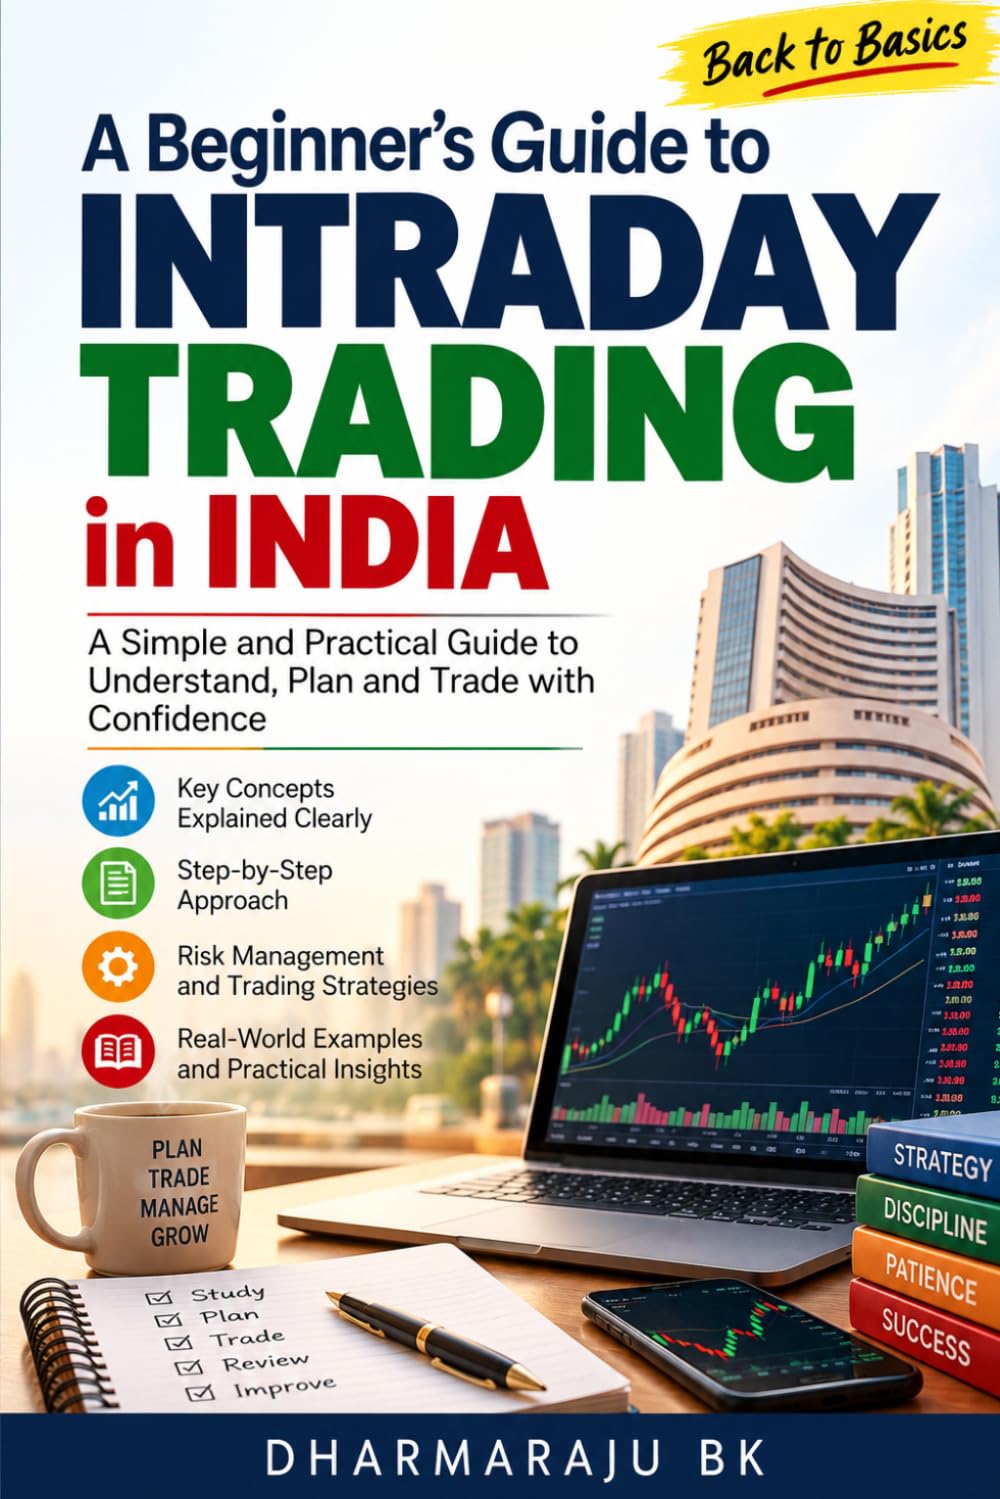 Back to Basics
A Beginner's Guide to
INTRADAY
TRADING
in INDIA
A Simple and Practical Guide to
Understand, Plan and Trade with
Confidence
Key Concepts
Explained Clearly
Step-by-Step
Approach
Risk Management
and Trading Strategies
Real-World Examples
and Practical Insights
PLAN
TRADE
MANAGE
GROW
STRATEGY
DISCIPLINE
PATIENCE
SUCCESS
Study
Plan
Trade
Review
Improve
DHARMARAJU BK